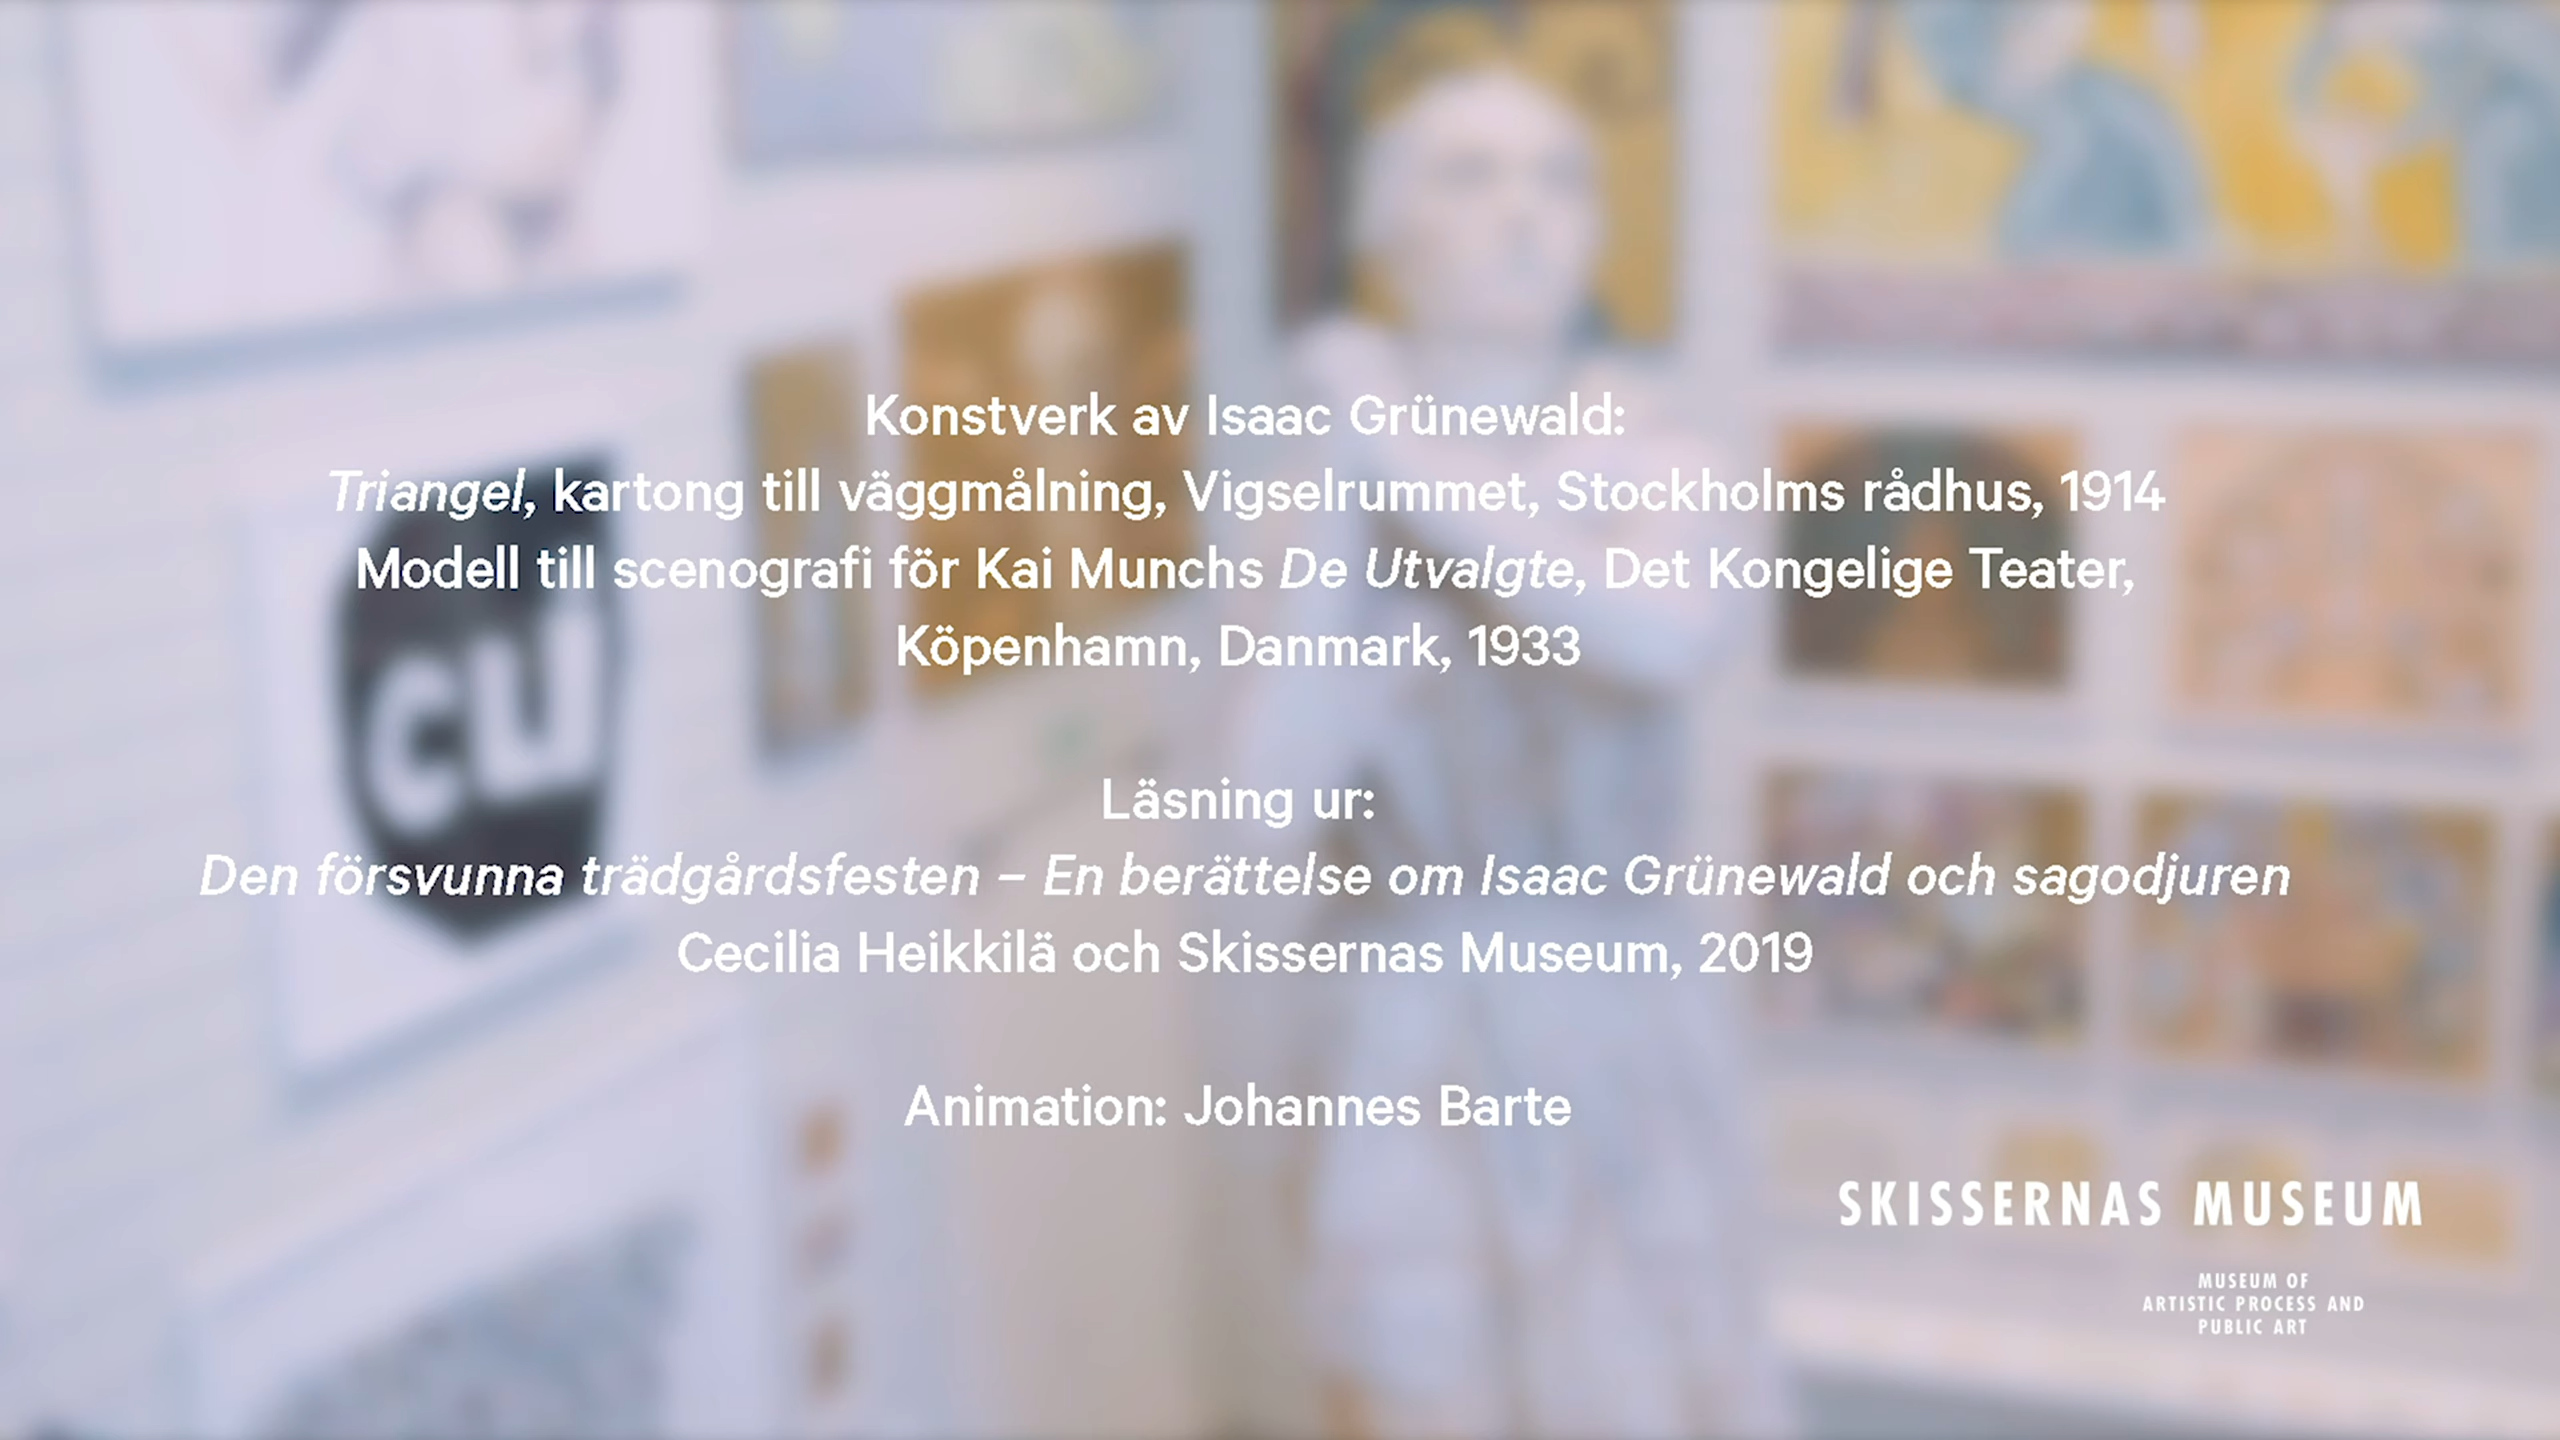 Konstverk av Isaac Grünewald:
Triangel, kartong till väggmålning, Vigselrummet, Stockholms rådhus, 1914
Modell till scenografi för Kai Munchs De Utvalgte, Det Kongelige Teater,
Köpenhamn, Danmark, 1933
Läsning ur:
Den försvunna trädgårdsfesten – En berättelse om Isaac Grünewald och sagodjuren
Cecilia Heikkilä och Skissernas Museum, 2019
Animation: Johannes Barte
SKISSERNAS MUSEUM
MUSEUM OF
ARTISTIC PROCESS AND
PUBLIC ART